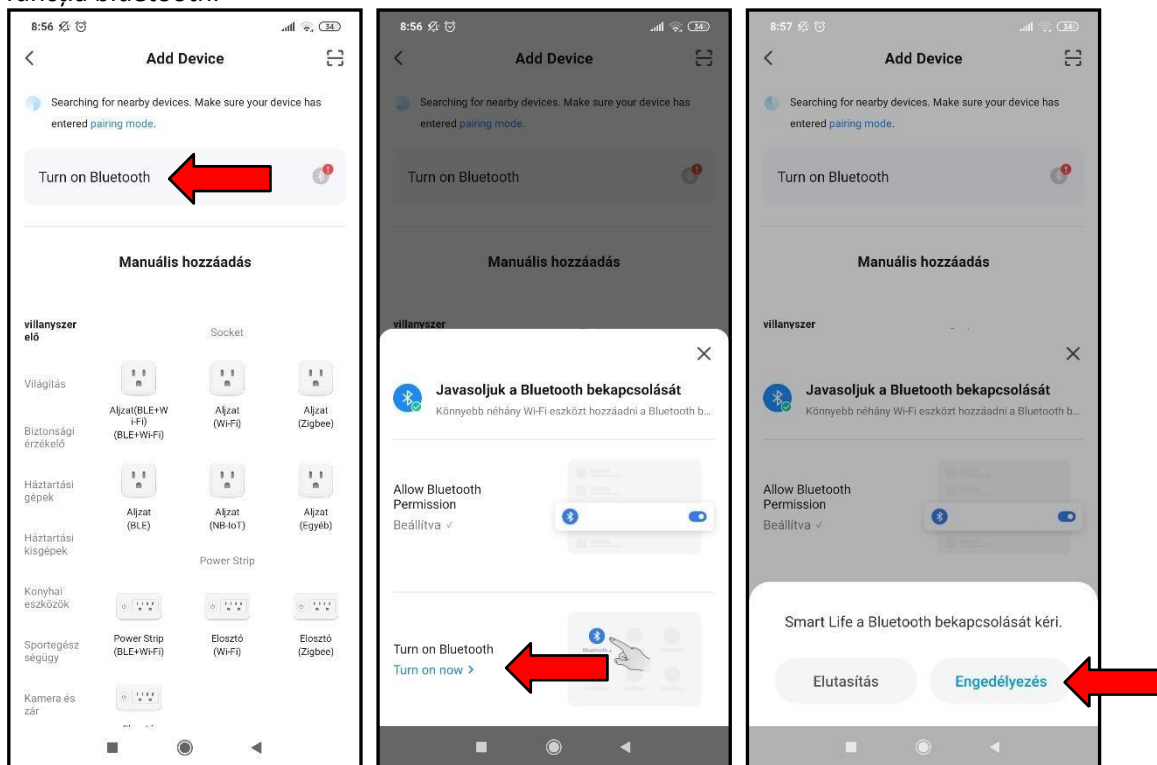 funcția bluetooth.
8:56
34
Add Device
Searching for nearby devices. Make sure your device has
entered pairing mode.
Turn on Bluetooth
Manuális hozzáadás
villanyszer
elő
Socket
Világítás
Aljzat(BLE+W
i-Fi)
(BLE+Wi-Fi)
Aljzat
(Wi-Fi)
Aljzat
(Zigbee)
Biztonsági
érzékelő
Háztartási
gépek
Aljzat
(BLE)
Aljzat
(NB-IoT)
Aljzat
(Egyéb)
Háztartási
kisgépek
Power Strip
Konyhai
eszközök
Sportegész
ségügy
Power Strip
(BLE+Wi-Fi)
Elosztó
(Wi-Fi)
Elosztó
(Zigbee)
Kamera és
zár
8:56
34
Add Device
Searching for nearby devices. Make sure your device has
entered pairing mode.
Turn on Bluetooth
Manuális hozzáadás
villanyszer
Javasoljuk a Bluetooth bekapcsolását
Könnyebb néhány Wi-Fi eszközt hozzáadni a Bluetooth b...
Allow Bluetooth
Permission
Beállítva ✓
Turn on Bluetooth
Turn on now >
8:57
34
Add Device
Searching for nearby devices. Make sure your device has
entered pairing mode.
Turn on Bluetooth
Manuális hozzáadás
villanyszer
Javasoljuk a Bluetooth bekapcsolását
Könnyebb néhány Wi-Fi eszközt hozzáadni a Bluetooth b...
Allow Bluetooth
Permission
Beállítva ✓
Smart Life a Bluetooth bekapcsolását kéri.
Elutasítás
Engedélyezés